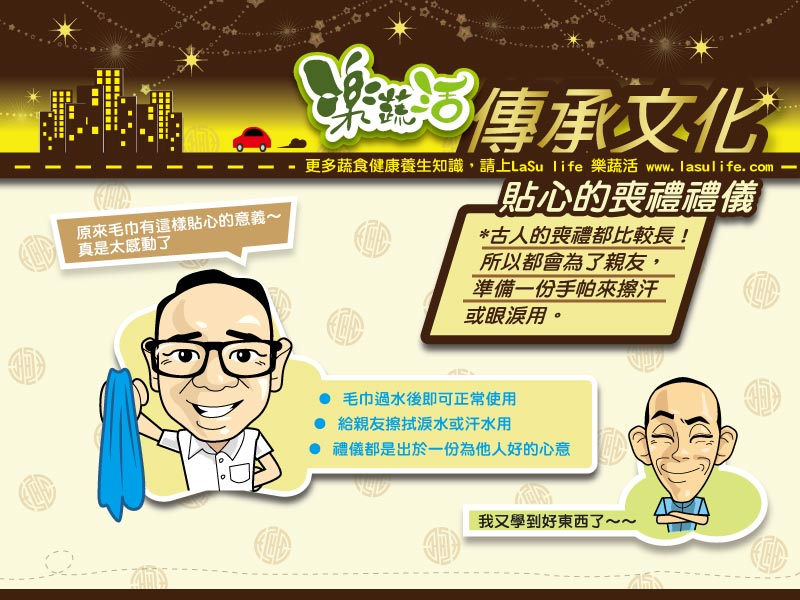 樂蔬活
傳承文化
更多蔬食健康養生知識，請上LaSu life 樂蔬活 www.lasulife.com
貼心的喪禮禮儀
*古人的喪禮都比較長！
所以都會為了親友，
準備一份手帕來擦汗
或眼淚用。
原來毛巾有這樣貼心的意義～
真是太感動了
● 毛巾過水後即可正常使用
● 給親友擦拭淚水或汗水用
● 禮儀都是出於一份為他人好的心意
我又學到好東西了～～